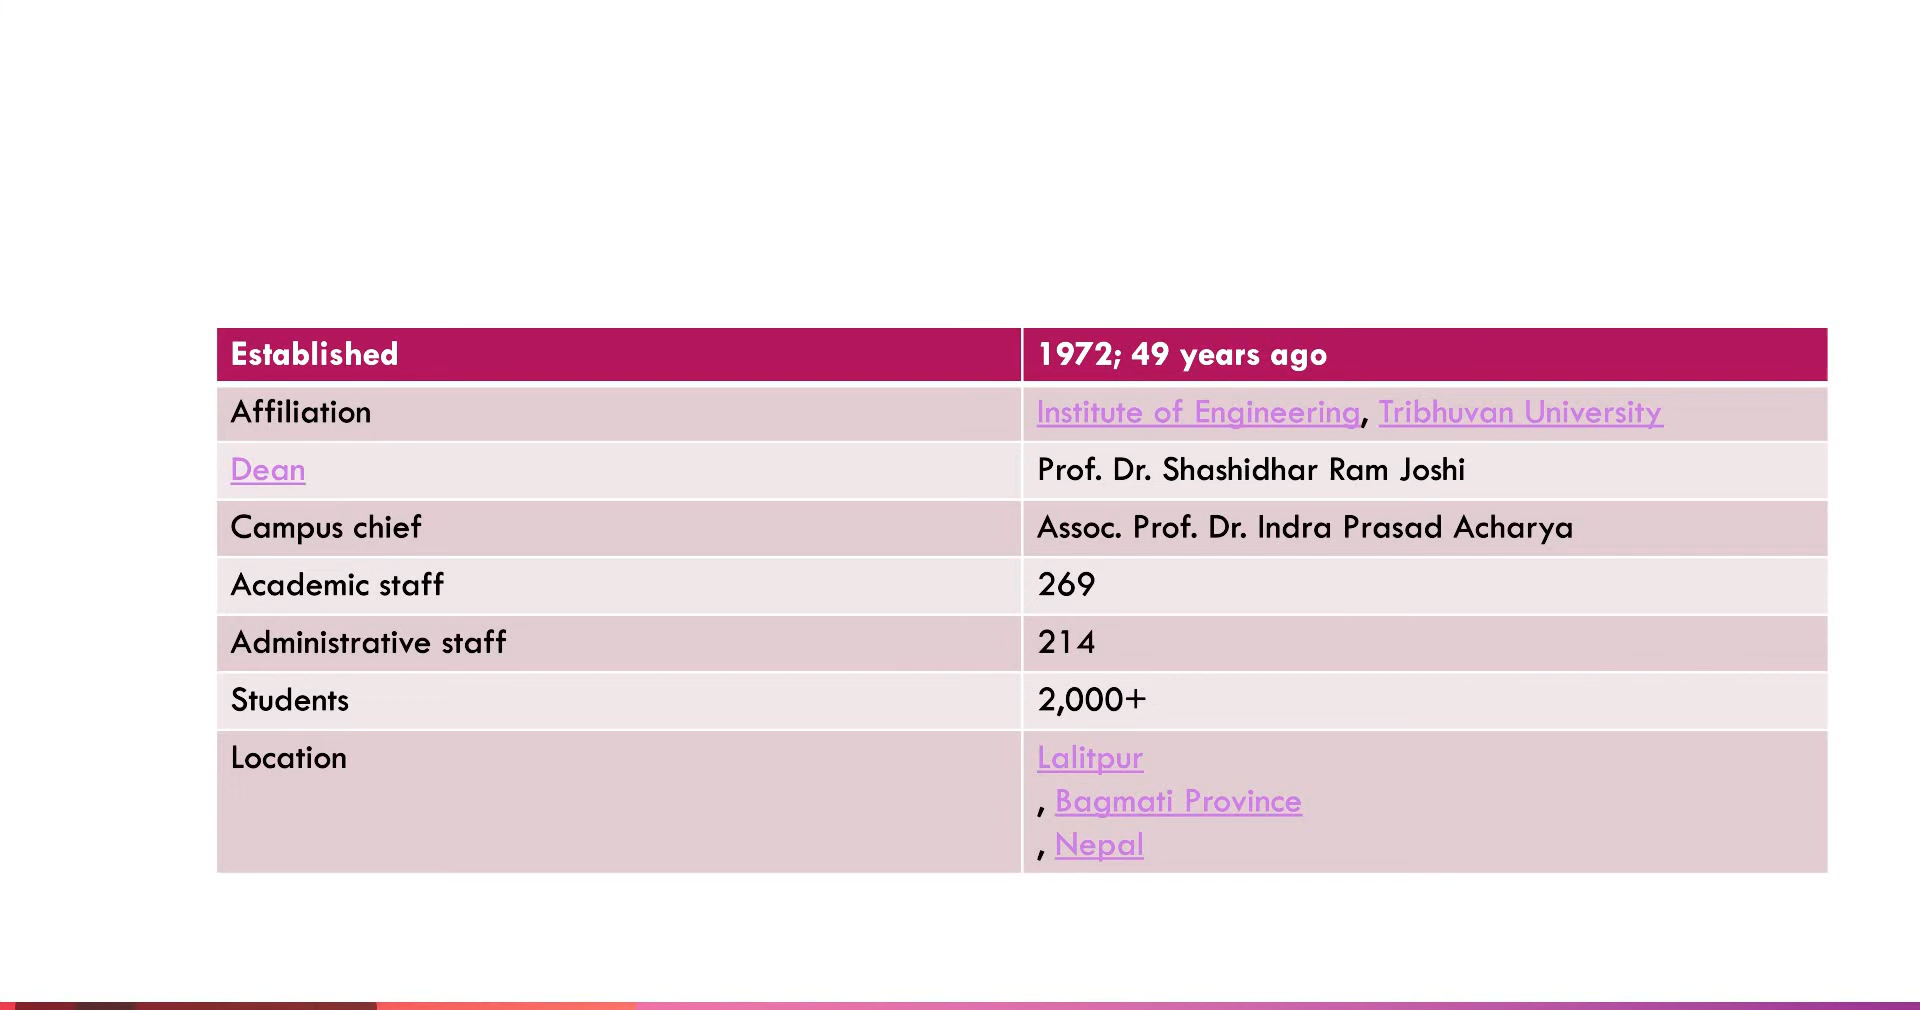 Established 1972; 49 years ago
Affiliation Institute of Engineering, Tribhuvan University
Dean Prof. Dr. Shashidhar Ram Joshi
Campus chief Assoc. Prof. Dr. Indra Prasad Acharya
Academic staff 269
Administrative staff 214
Students 2,000+
Location Lalitpur
, Bagmati Province
, Nepal